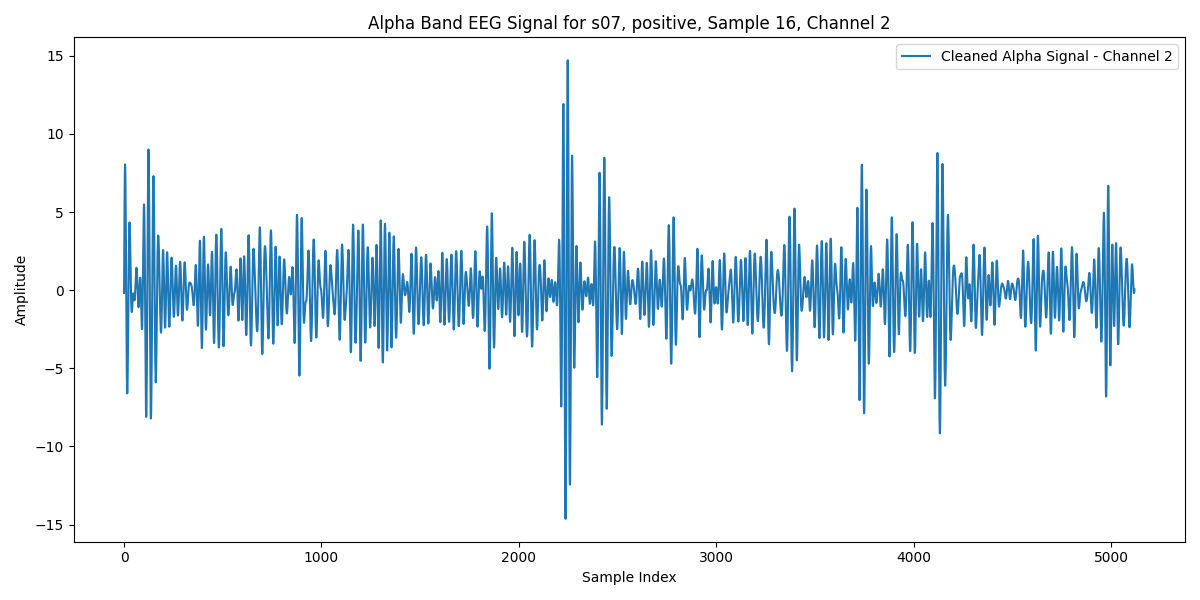 Alpha Band EEG Signal for s07, positive, Sample 16, Channel 2
Cleaned Alpha Signal - Channel 2
15
10
5
0
−5
−10
−15
Amplitude
0 1000 2000 3000 4000 5000
Sample Index